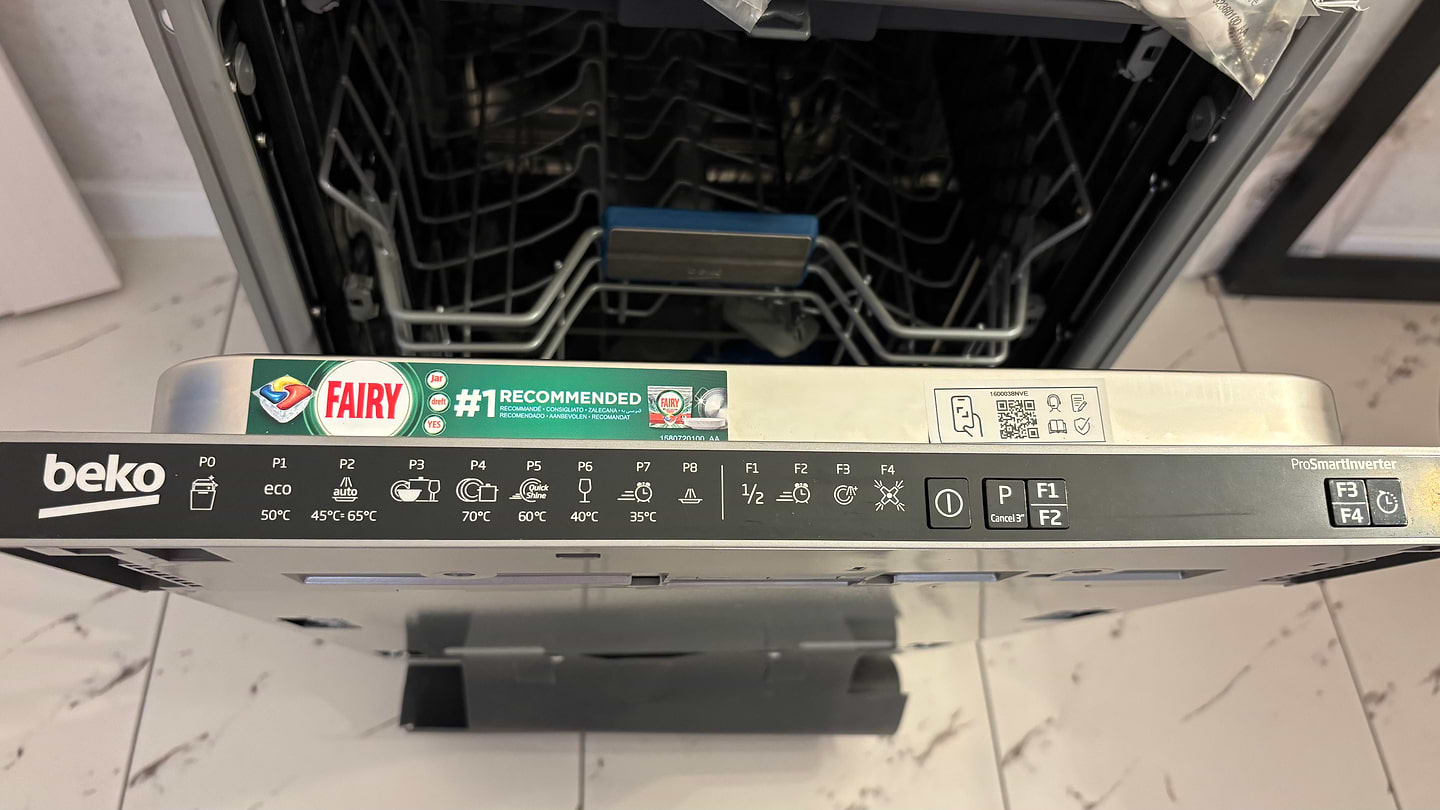 FAIRY
Jar
dreft
YES
#1 RECOMMENDED
RECOMMANDÉ • CONSIGLIATO • ZALECANA •
RECOMENDADO • AANBEVOLEN • RECOMANDAT
FAIRY
1580720100_AA
1600038NVE
beko
P0 P1 P2 P3 P4 P5 P6 P7 P8 F1 F2 F3 F4
eco auto Quick Shine 1/2
50°C 45°C-65°C 70°C 60°C 40°C 35°C
P
Cancel 3"
F1
F2
ProSmartInverter
F3
F4